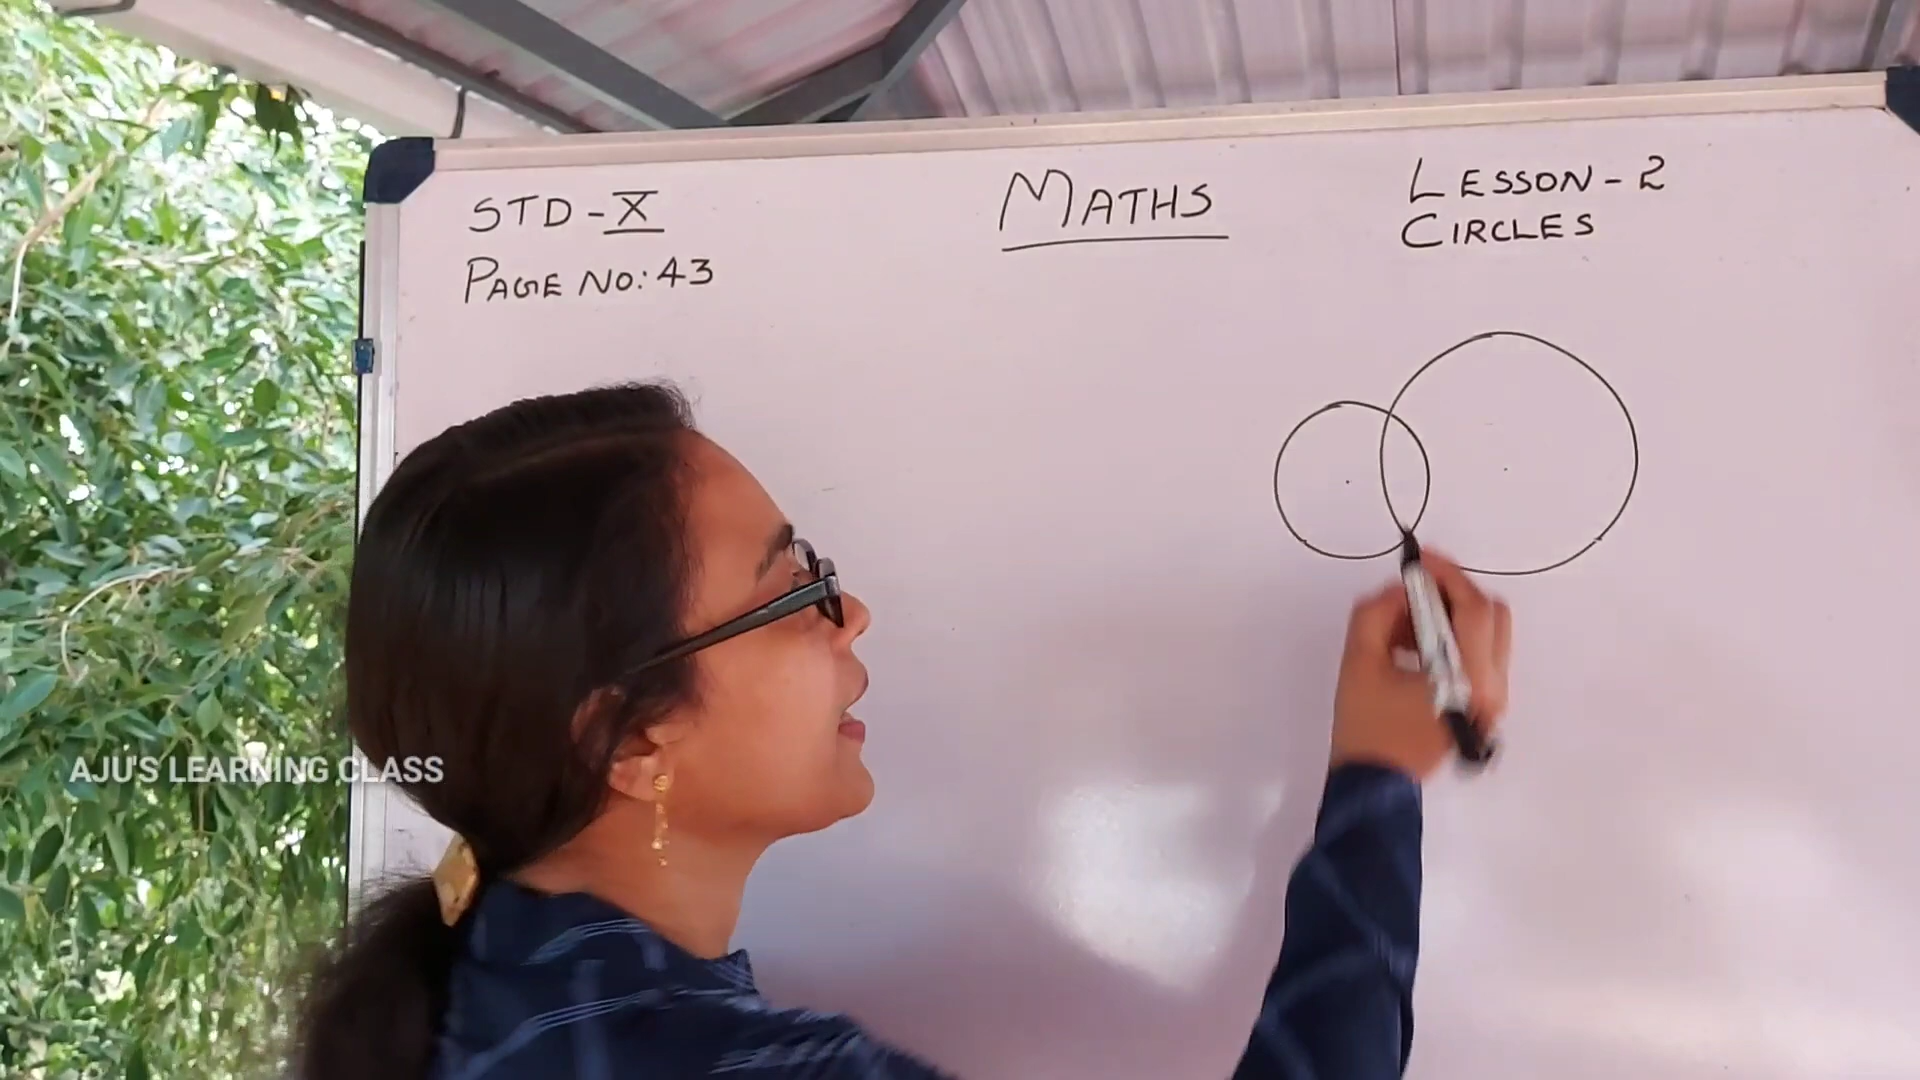 STD - X
MATHS
LESSON - 2
CIRCLES
PAGE NO: 43
AJU'S LEARNING CLASS